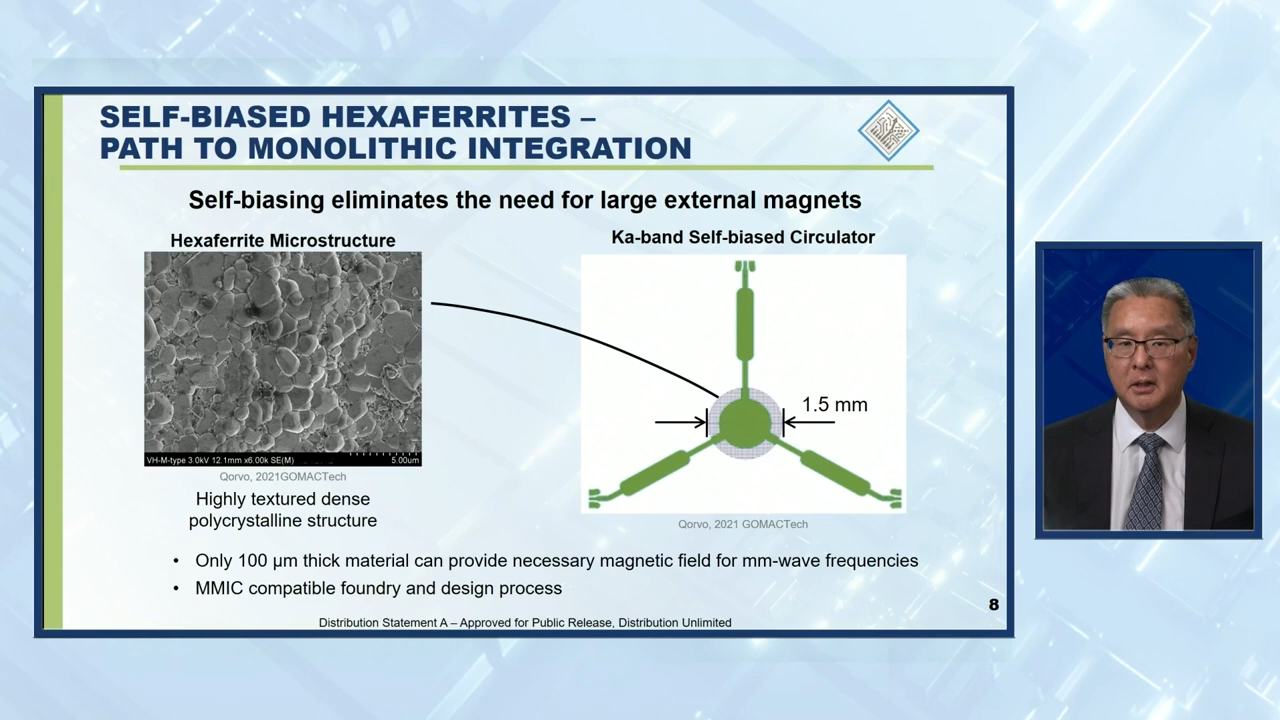 SELF-BIASED HEXAFERRITES –
PATH TO MONOLITHIC INTEGRATION
Self-biasing eliminates the need for large external magnets
Hexaferrite Microstructure
Ka-band Self-biased Circulator
1.5 mm
VH-M-type 3.0kV 12.1mm x6.00k SE(M) 5.00um
Qorvo, 2021GOMACTech
Highly textured dense
polycrystalline structure
Qorvo, 2021 GOMACTech
• Only 100 µm thick material can provide necessary magnetic field for mm-wave frequencies
• MMIC compatible foundry and design process
8
Distribution Statement A – Approved for Public Release, Distribution Unlimited